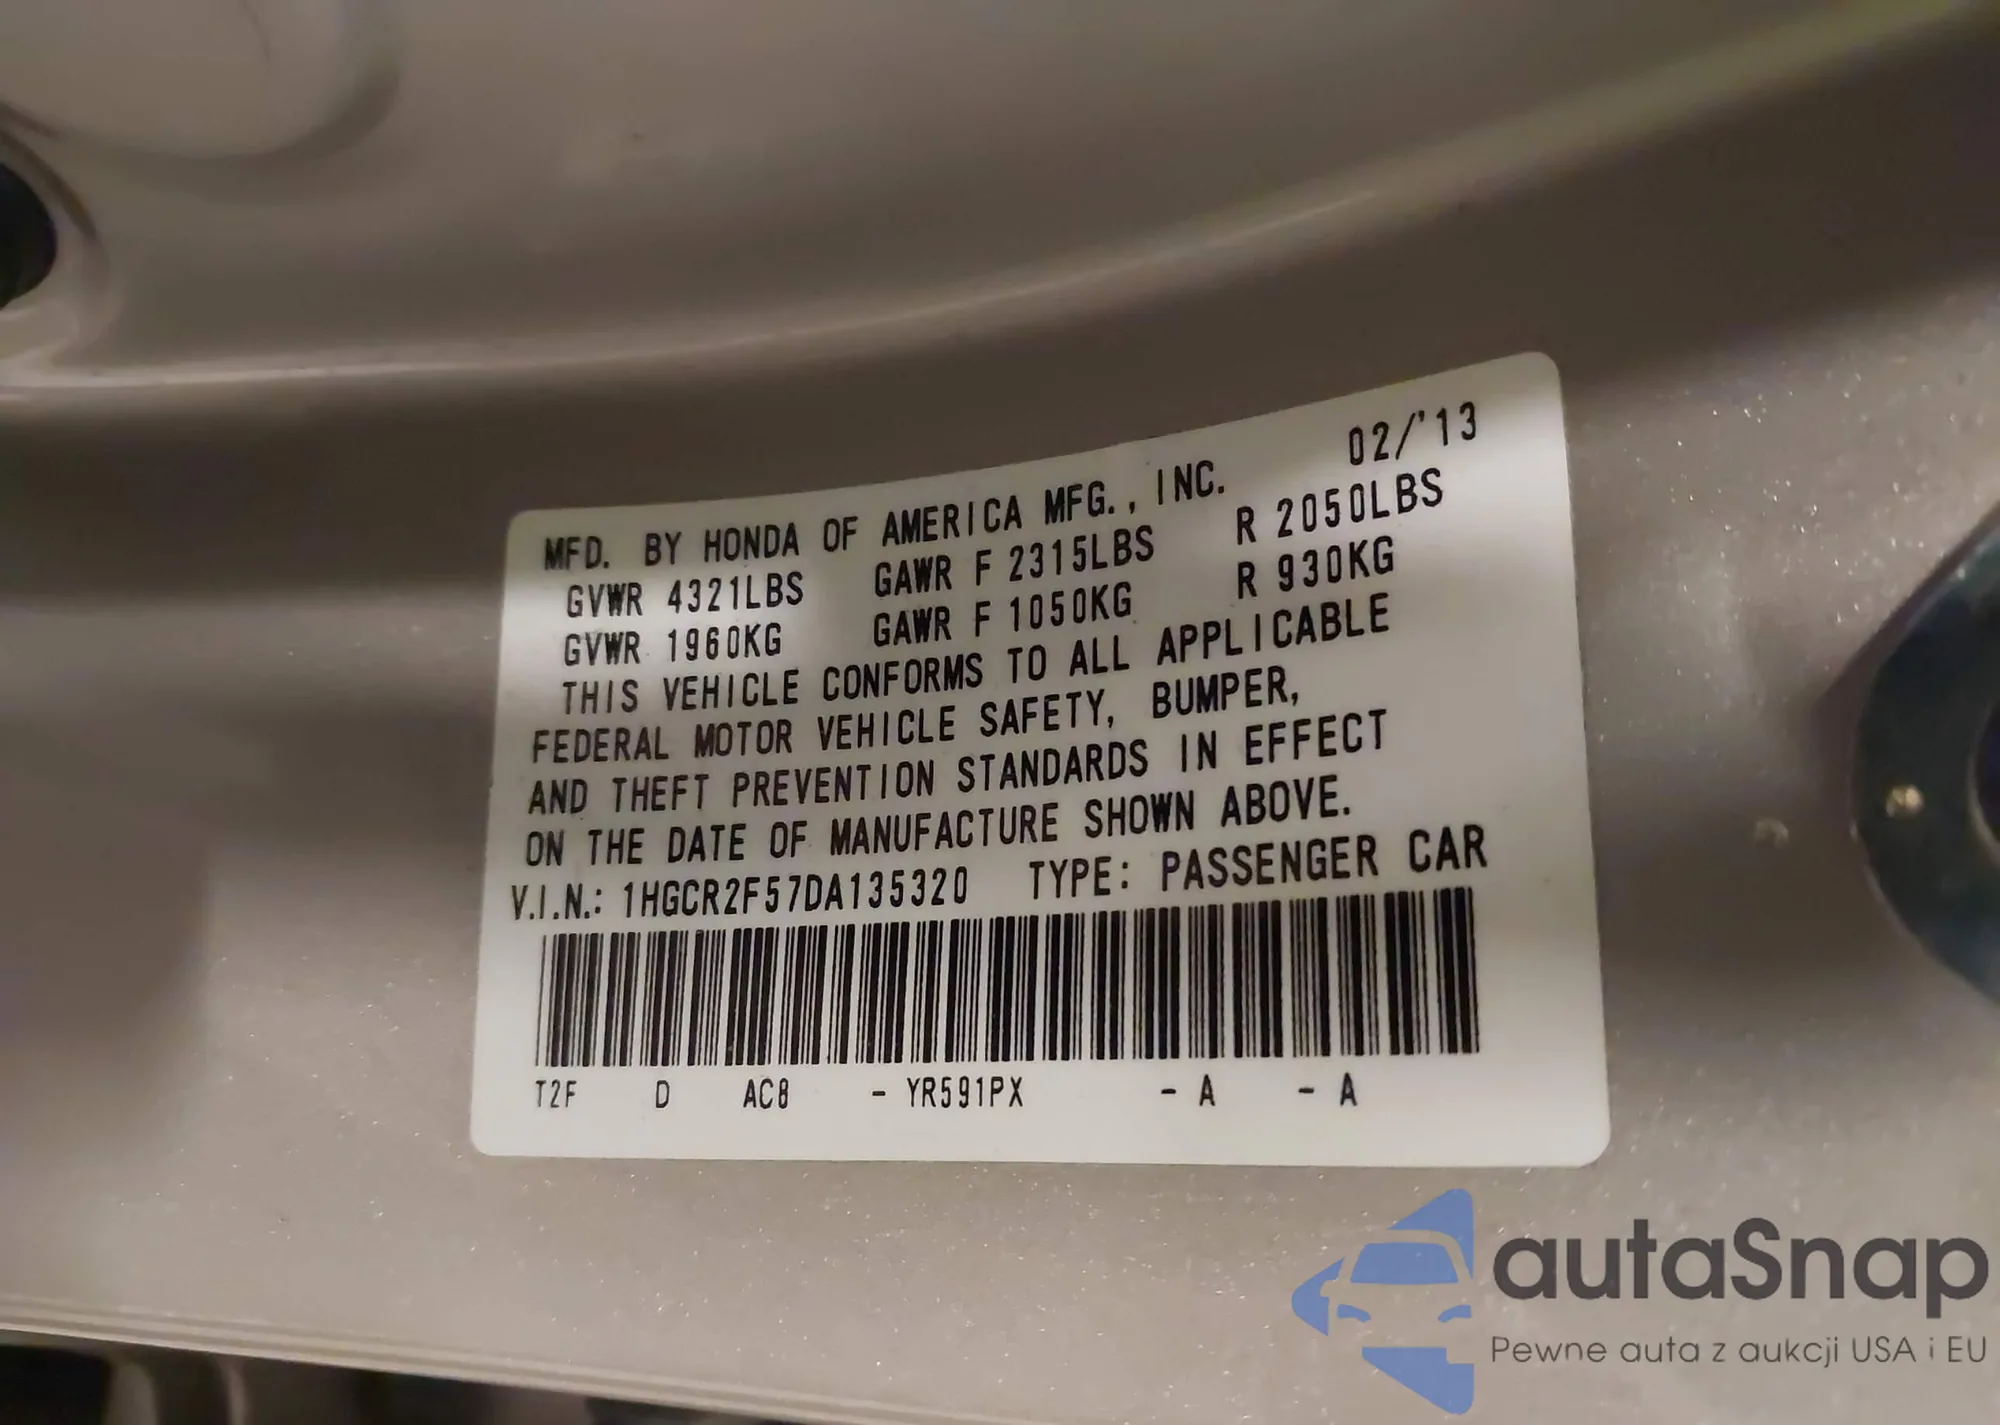 02/'13
MFD. BY HONDA OF AMERICA MFG., INC.
GVWR 4321LBS GAWR F 2315LBS R 2050LBS
GVWR 1960KG GAWR F 1050KG R 930KG
THIS VEHICLE CONFORMS TO ALL APPLICABLE
FEDERAL MOTOR VEHICLE SAFETY, BUMPER,
AND THEFT PREVENTION STANDARDS IN EFFECT
ON THE DATE OF MANUFACTURE SHOWN ABOVE.
V.I.N.: 1HGCR2F57DA135320 TYPE: PASSENGER CAR
T2F D AC8 - YR591PX - A - A
autaSnap
Pewne auta z aukcji USA i EU